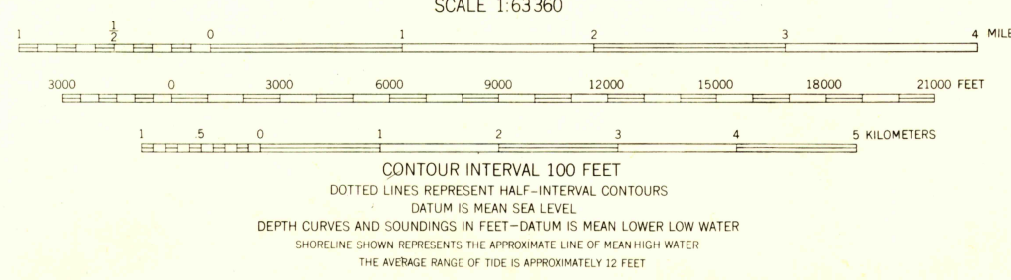 SCALE 1:63360
1 1/2 0 1 2 3 4
3000 0 3000 6000 9000 12000 15000 18000 21000 FEET
1 .5 0 1 2 3 4 5 KILOMETERS
CONTOUR INTERVAL 100 FEET
DOTTED LINES REPRESENT HALF-INTERVAL CONTOURS
DATUM IS MEAN SEA LEVEL
DEPTH CURVES AND SOUNDINGS IN FEET—DATUM IS MEAN LOWER LOW WATER
SHORELINE SHOWN REPRESENTS THE APPROXIMATE LINE OF MEAN HIGH WATER
THE AVERAGE RANGE OF TIDE IS APPROXIMATELY 12 FEET